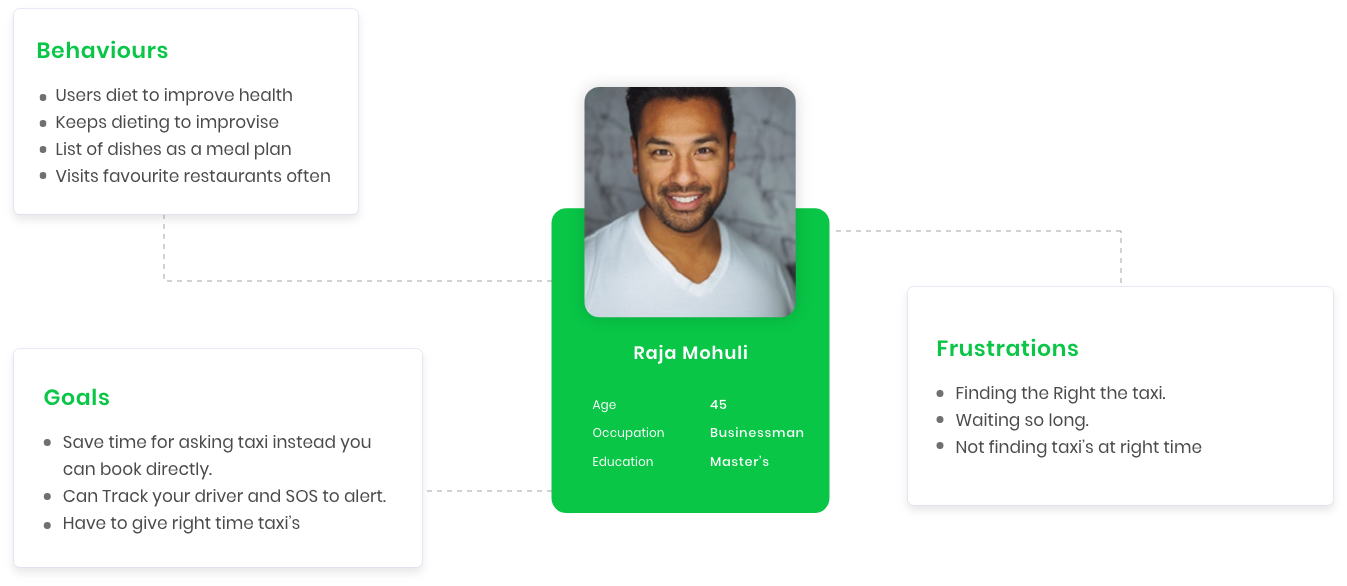 Behaviours
Users diet to improve health
Keeps dieting to improvise
List of dishes as a meal plan
Visits favourite restaurants often
Goals
Save time for asking taxi instead you
can book directly.
Can Track your driver and SOS to alert.
Have to give right time taxi's
Raja Mohuli
Age 45
Occupation Businessman
Education Master's
Frustrations
Finding the Right the taxi.
Waiting so long.
Not finding taxi's at right time